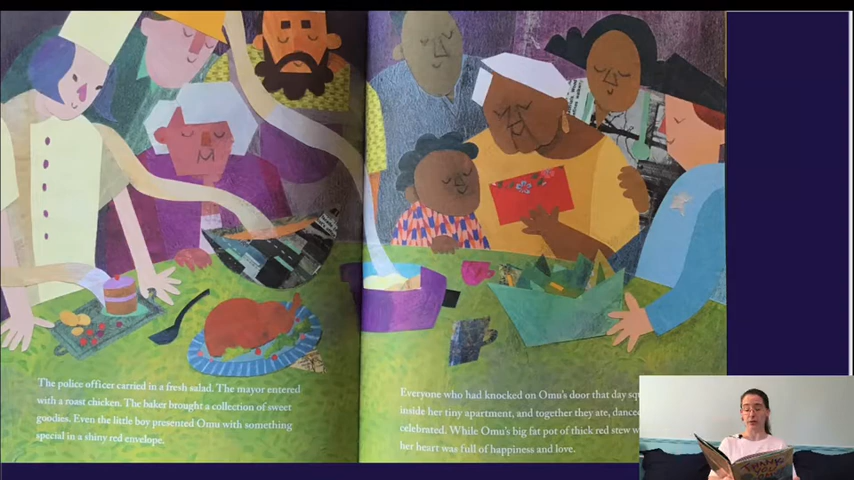 The police officer carried in a fresh salad. The mayor entered
with a roast chicken. The baker brought a collection of sweet
goodies. Even the little boy presented Omu with something
special in a shiny red envelope.
Everyone who had knocked on Omu's door that day
inside her tiny apartment, and together they ate, danced
celebrated. While Omu's big fat pot of thick red stew
her heart was full of happiness and love.
THANK YOU